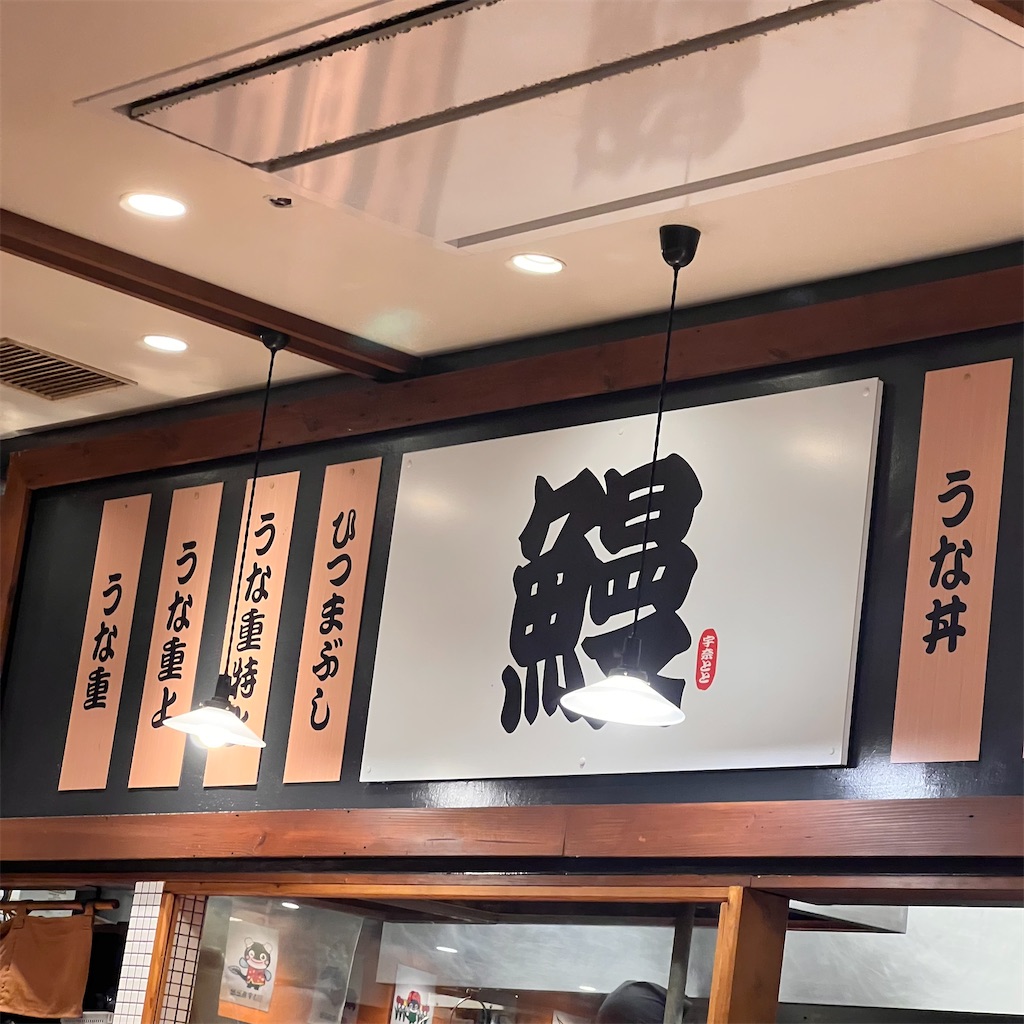 うな重
うな重上
うな重特上
ひつまぶし
鰻
宇奈とと
うな丼